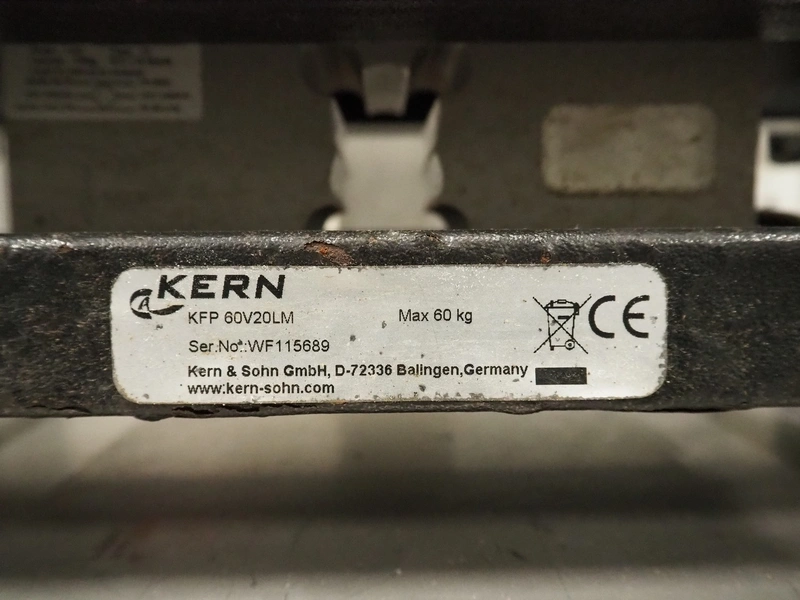 KERN
KFP 60V20LM Max 60 kg
Ser.No.:WF115689
Kern & Sohn GmbH, D-72336 Balingen,Germany
www.kern-sohn.com
CE